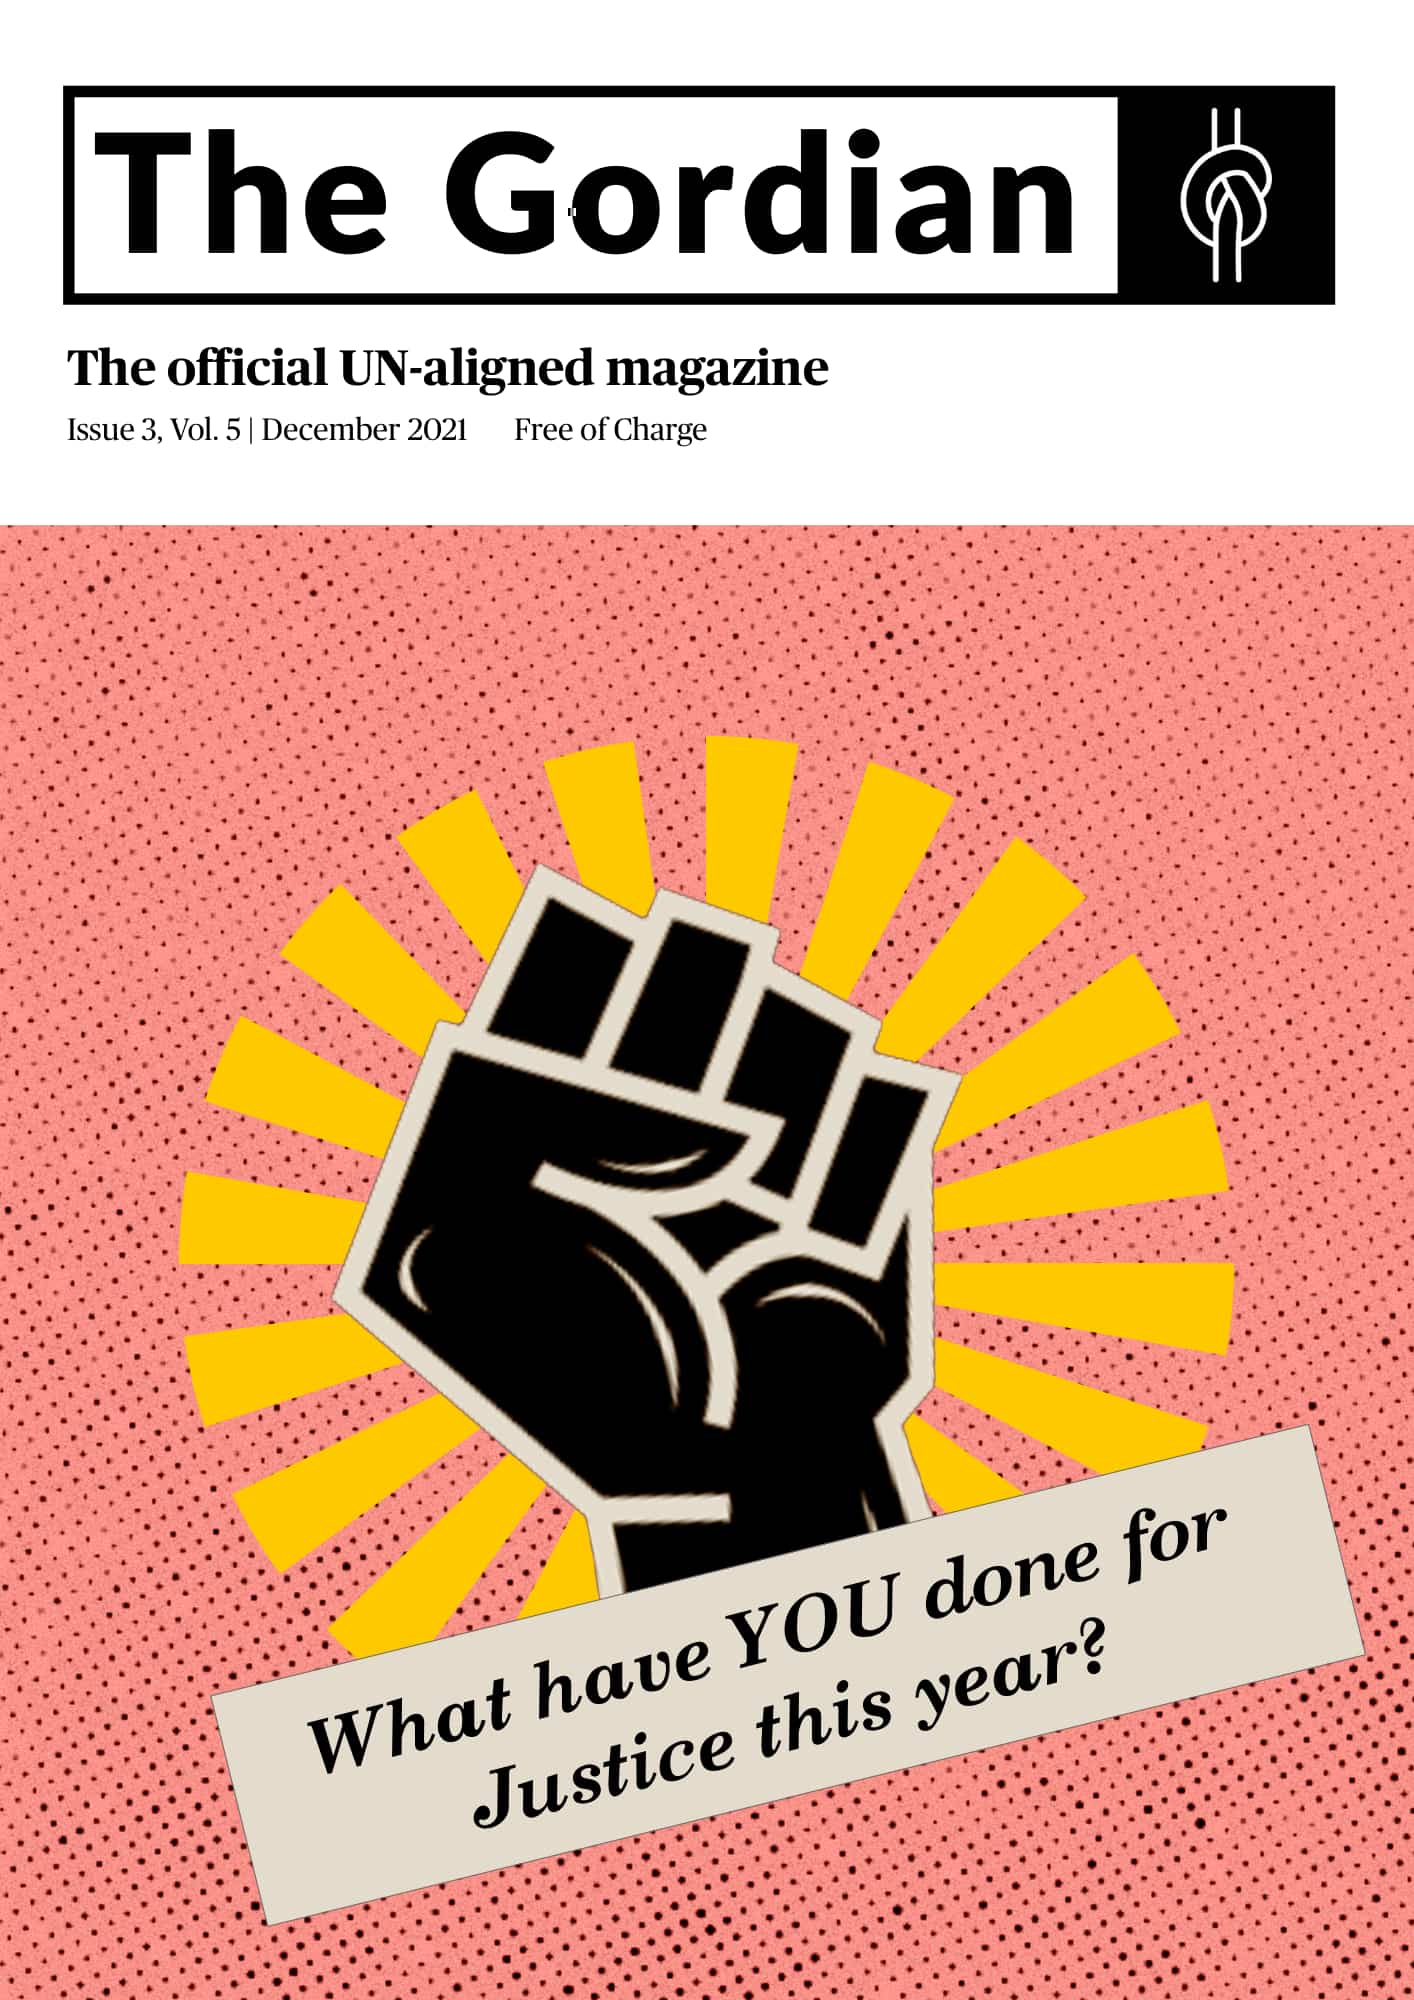 The Gordian
The official UN-aligned magazine
Issue 3, Vol. 5 | December 2021 Free of Charge
What have YOU done for
Justice this year?